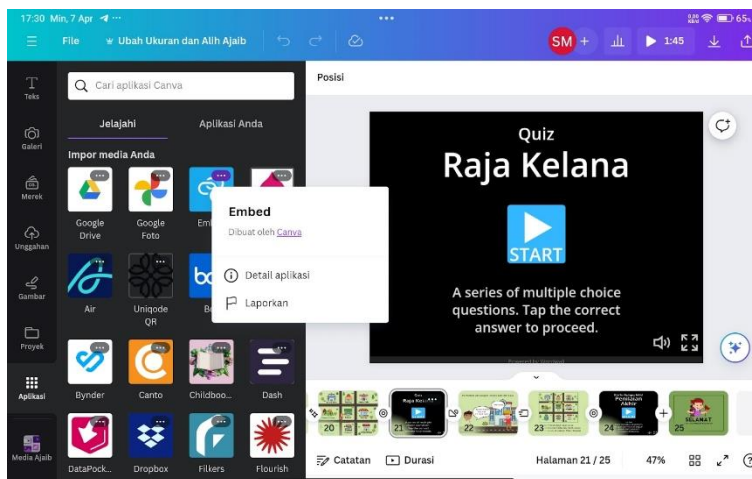 17:30 Min, 7 Apr
65%
File
Ubah Ukuran dan Alih Ajaib
SM
+
1:45
Teks
Galeri
Merek
Unggahan
Gambar
Proyek
Aplikasi
Media Ajaib
Cari aplikasi Canva
Jelajahi
Aplikasi Anda
Impor media Anda
Google Drive
Google Foto
Air
Uniqode QR
Bynder
Canto
Childboo...
Dash
DataPock...
Dropbox
Filkers
Flourish
Embed
Dibuat oleh Canva
Detail aplikasi
Laporkan
Posisi
Quiz
Raja Kelana
START
A series of multiple choice
questions. Tap the correct
answer to proceed.
20
21
22
23
24
25
SELAMAT
Catatan
Durasi
Halaman 21 / 25
47%